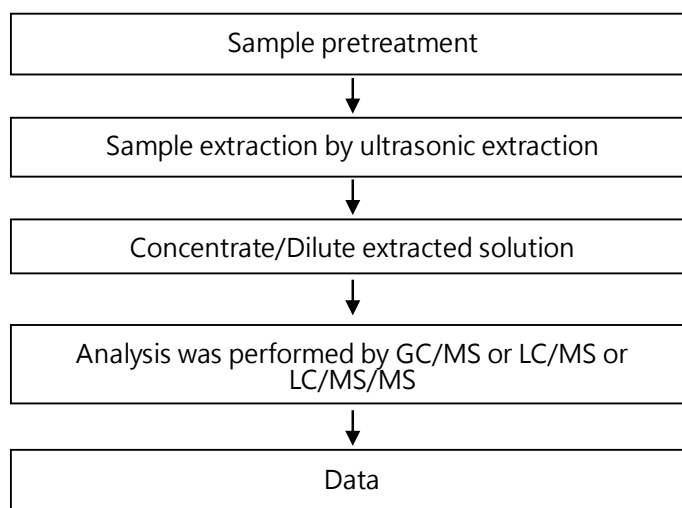 Sample pretreatment
Sample extraction by ultrasonic extraction
Concentrate/Dilute extracted solution
Analysis was performed by GC/MS or LC/MS or
LC/MS/MS
Data